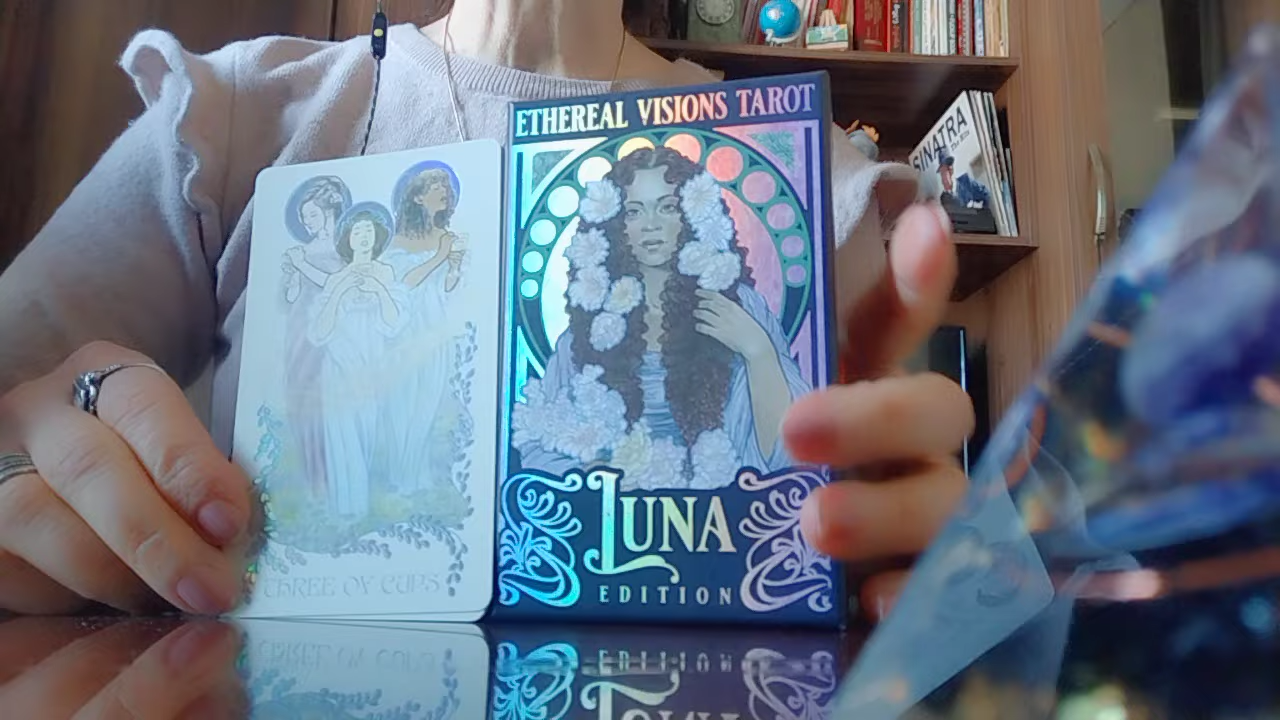 ETHEREAL VISIONS TAROT
LUNA
EDITION
THREE OF CUPS
SINATRA